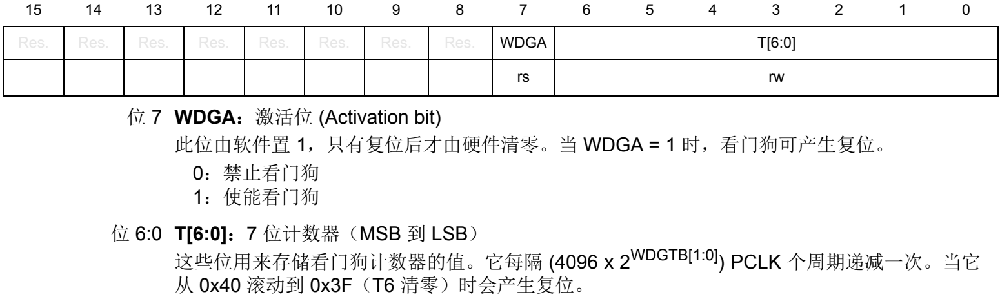 15 14 13 12 11 10 9 8 7 6 5 4 3 2 1 0
Res. Res. Res. Res. Res. Res. Res. Res. WDGA T[6:0]
rs rw
位 7 WDGA：激活位 (Activation bit)
此位由软件置 1，只有复位后才由硬件清零。当 WDGA = 1 时，看门狗可产生复位。
0：禁止看门狗
1：使能看门狗
位 6:0 T[6:0]：7 位计数器（MSB 到 LSB）
这些位用来存储看门狗计数器的值。它每隔 (4096 x 2^WDGTB[1:0]) PCLK 个周期递减一次。当它
从 0x40 滚动到 0x3F（T6 清零）时会产生复位。